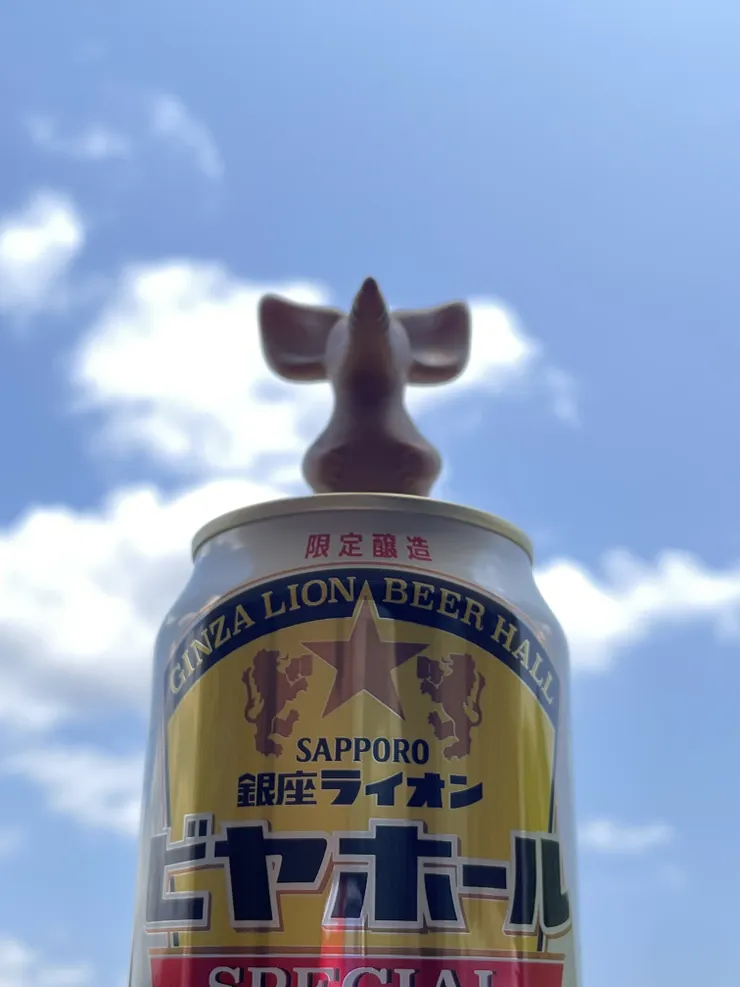 限定醸造
GINZA LION BEER HALL
SAPPORO
銀座ライオン
ビヤホール
SPECIAL